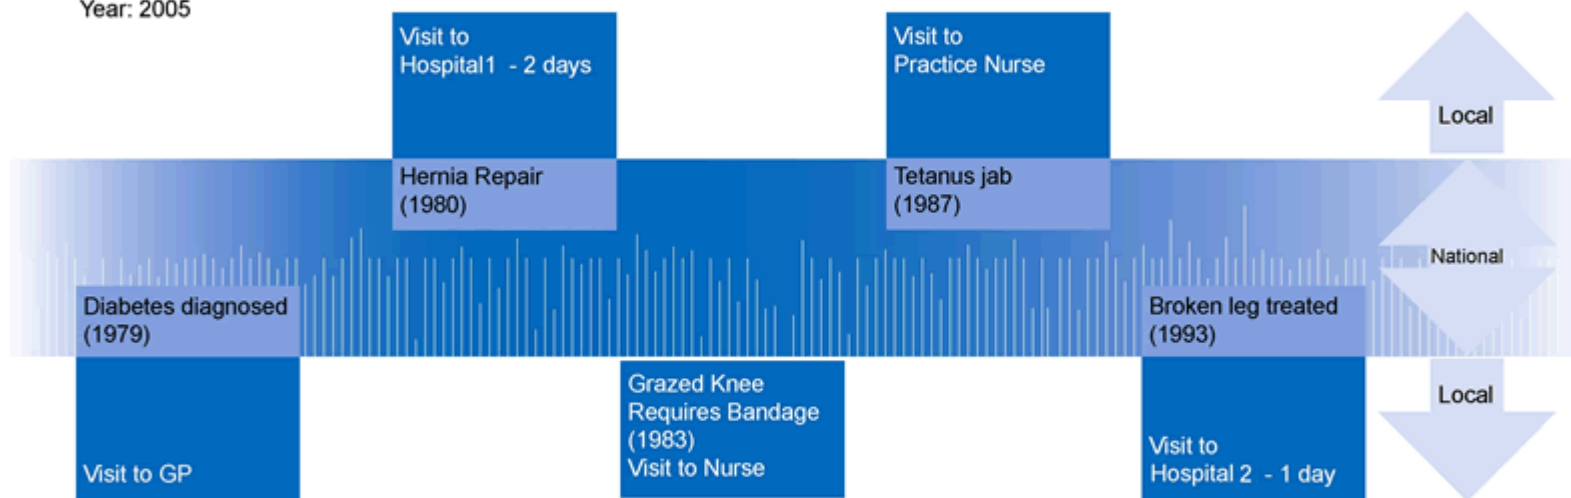 Year: 2005
Visit to
Hospital1 - 2 days
Hernia Repair
(1980)
Visit to
Practice Nurse
Tetanus jab
(1987)
Local
National
Local
Diabetes diagnosed
(1979)
Visit to GP
Grazed Knee
Requires Bandage
(1983)
Visit to Nurse
Broken leg treated
(1993)
Visit to
Hospital 2 - 1 day